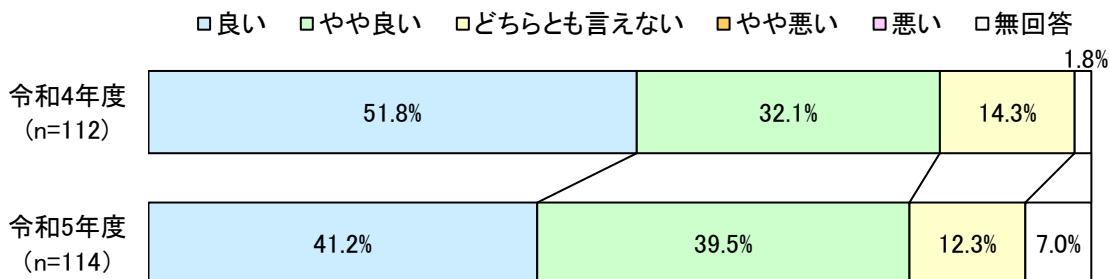 良い やや良い どちらとも言えない やや悪い 悪い 無回答
1.8%
令和4年度
(n=112)
51.8% 32.1% 14.3%
令和5年度
(n=114)
41.2% 39.5% 12.3% 7.0%